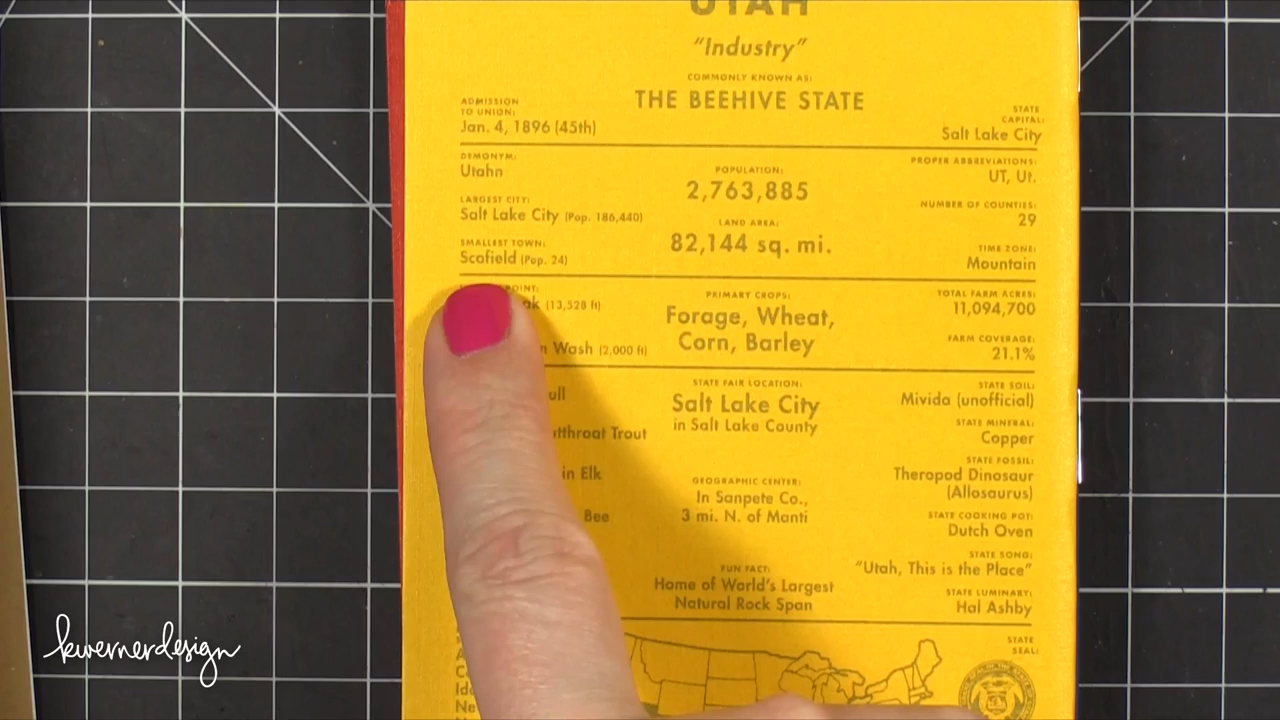 UTAH
"Industry"
COMMONLY KNOWN AS:
THE BEEHIVE STATE
ADMISSION
TO UNION:
Jan. 4, 1896 (45th)
STATE
CAPITAL:
Salt Lake City
DEMONYM:
Utahn
LARGEST CITY:
Salt Lake City (Pop. 186,440)
SMALLEST TOWN:
Scofield (Pop. 24)
POPULATION:
2,763,885
LAND AREA:
82,144 sq. mi.
PROPER ABBREVIATIONS:
UT, Ut.
NUMBER OF COUNTIES:
29
TIME ZONE:
Mountain
POINT:
(13,528 ft)
Wash (2,000 ft)
PRIMARY CROPS:
Forage, Wheat,
Corn, Barley
TOTAL FARM ACRES:
11,094,700
FARM COVERAGE:
21.1%
Trout
in Elk
Bee
STATE FAIR LOCATION:
Salt Lake City
in Salt Lake County
GEOGRAPHIC CENTER:
In Sanpete Co.,
3 mi. N. of Manti
FUN FACT:
Home of World's Largest
Natural Rock Span
STATE SOIL:
Mivida (unofficial)
STATE MINERAL:
Copper
STATE FOSSIL:
Theropod Dinosaur
(Allosaurus)
STATE COOKING POT:
Dutch Oven
STATE SONG:
"Utah, This is the Place"
STATE LUMINARY:
Hal Ashby
STATE
SEAL:
kwernerdesign